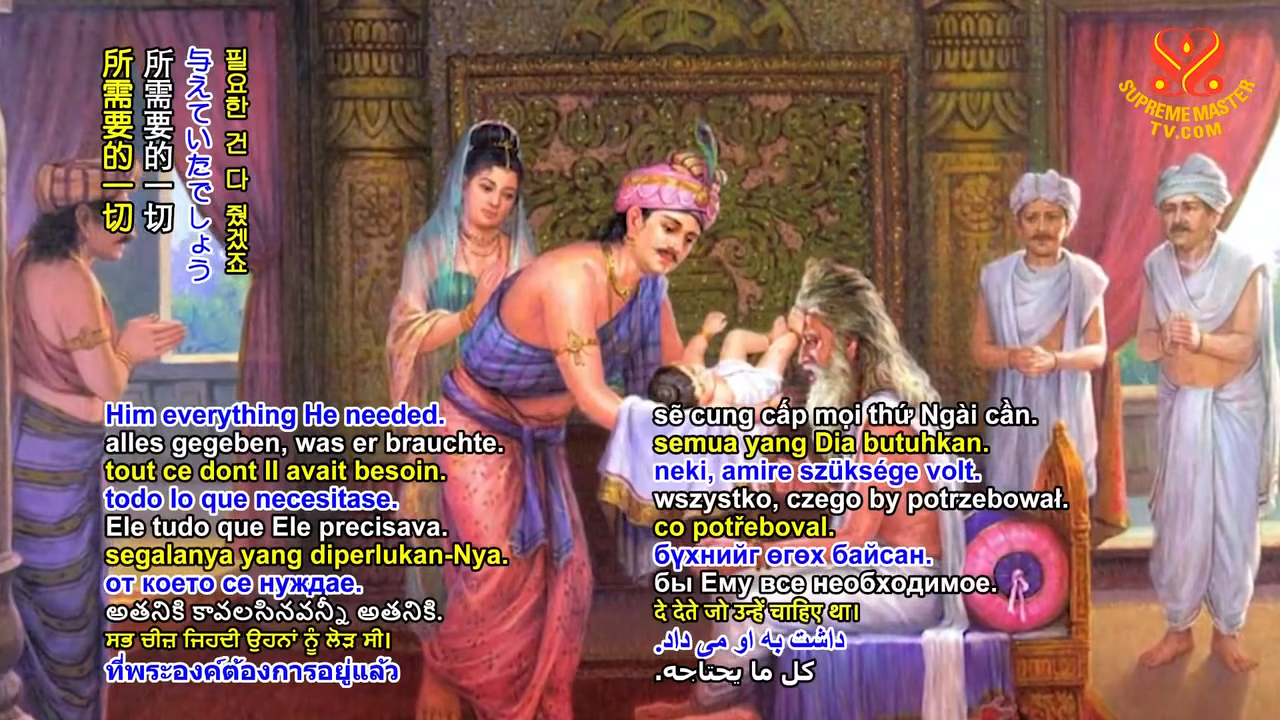 所需要的一切
所需要的一切
与えていたでしょう
필요한 건 다 줬겠죠
SUPREME MASTER
TV.COM
Him everything He needed.
alles gegeben, was er brauchte.
tout ce dont Il avait besoin.
todo lo que necesitase.
Ele tudo que Ele precisava.
segalanya yang diperlukan-Nya.
от което се нуждае.
అతనికి కావలసినవన్నీ అతనికి.
ਸਭ ਚੀਜ਼ ਜਿਹਦੀ ਉਹਨਾਂ ਨੂੰ ਲੋੜ ਸੀ।
ที่พระองค์ต้องการอยู่แล้ว
sẽ cung cấp mọi thứ Ngài cần.
semua yang Dia butuhkan.
neki, amire szüksége volt.
wszystko, czego by potrzebował.
co potřeboval.
бүхнийг өгөх байсан.
бы Ему все необходимое.
दे देते जो उन्हें चाहिए था।
داشت به او می داد.
كل ما يحتاجه.